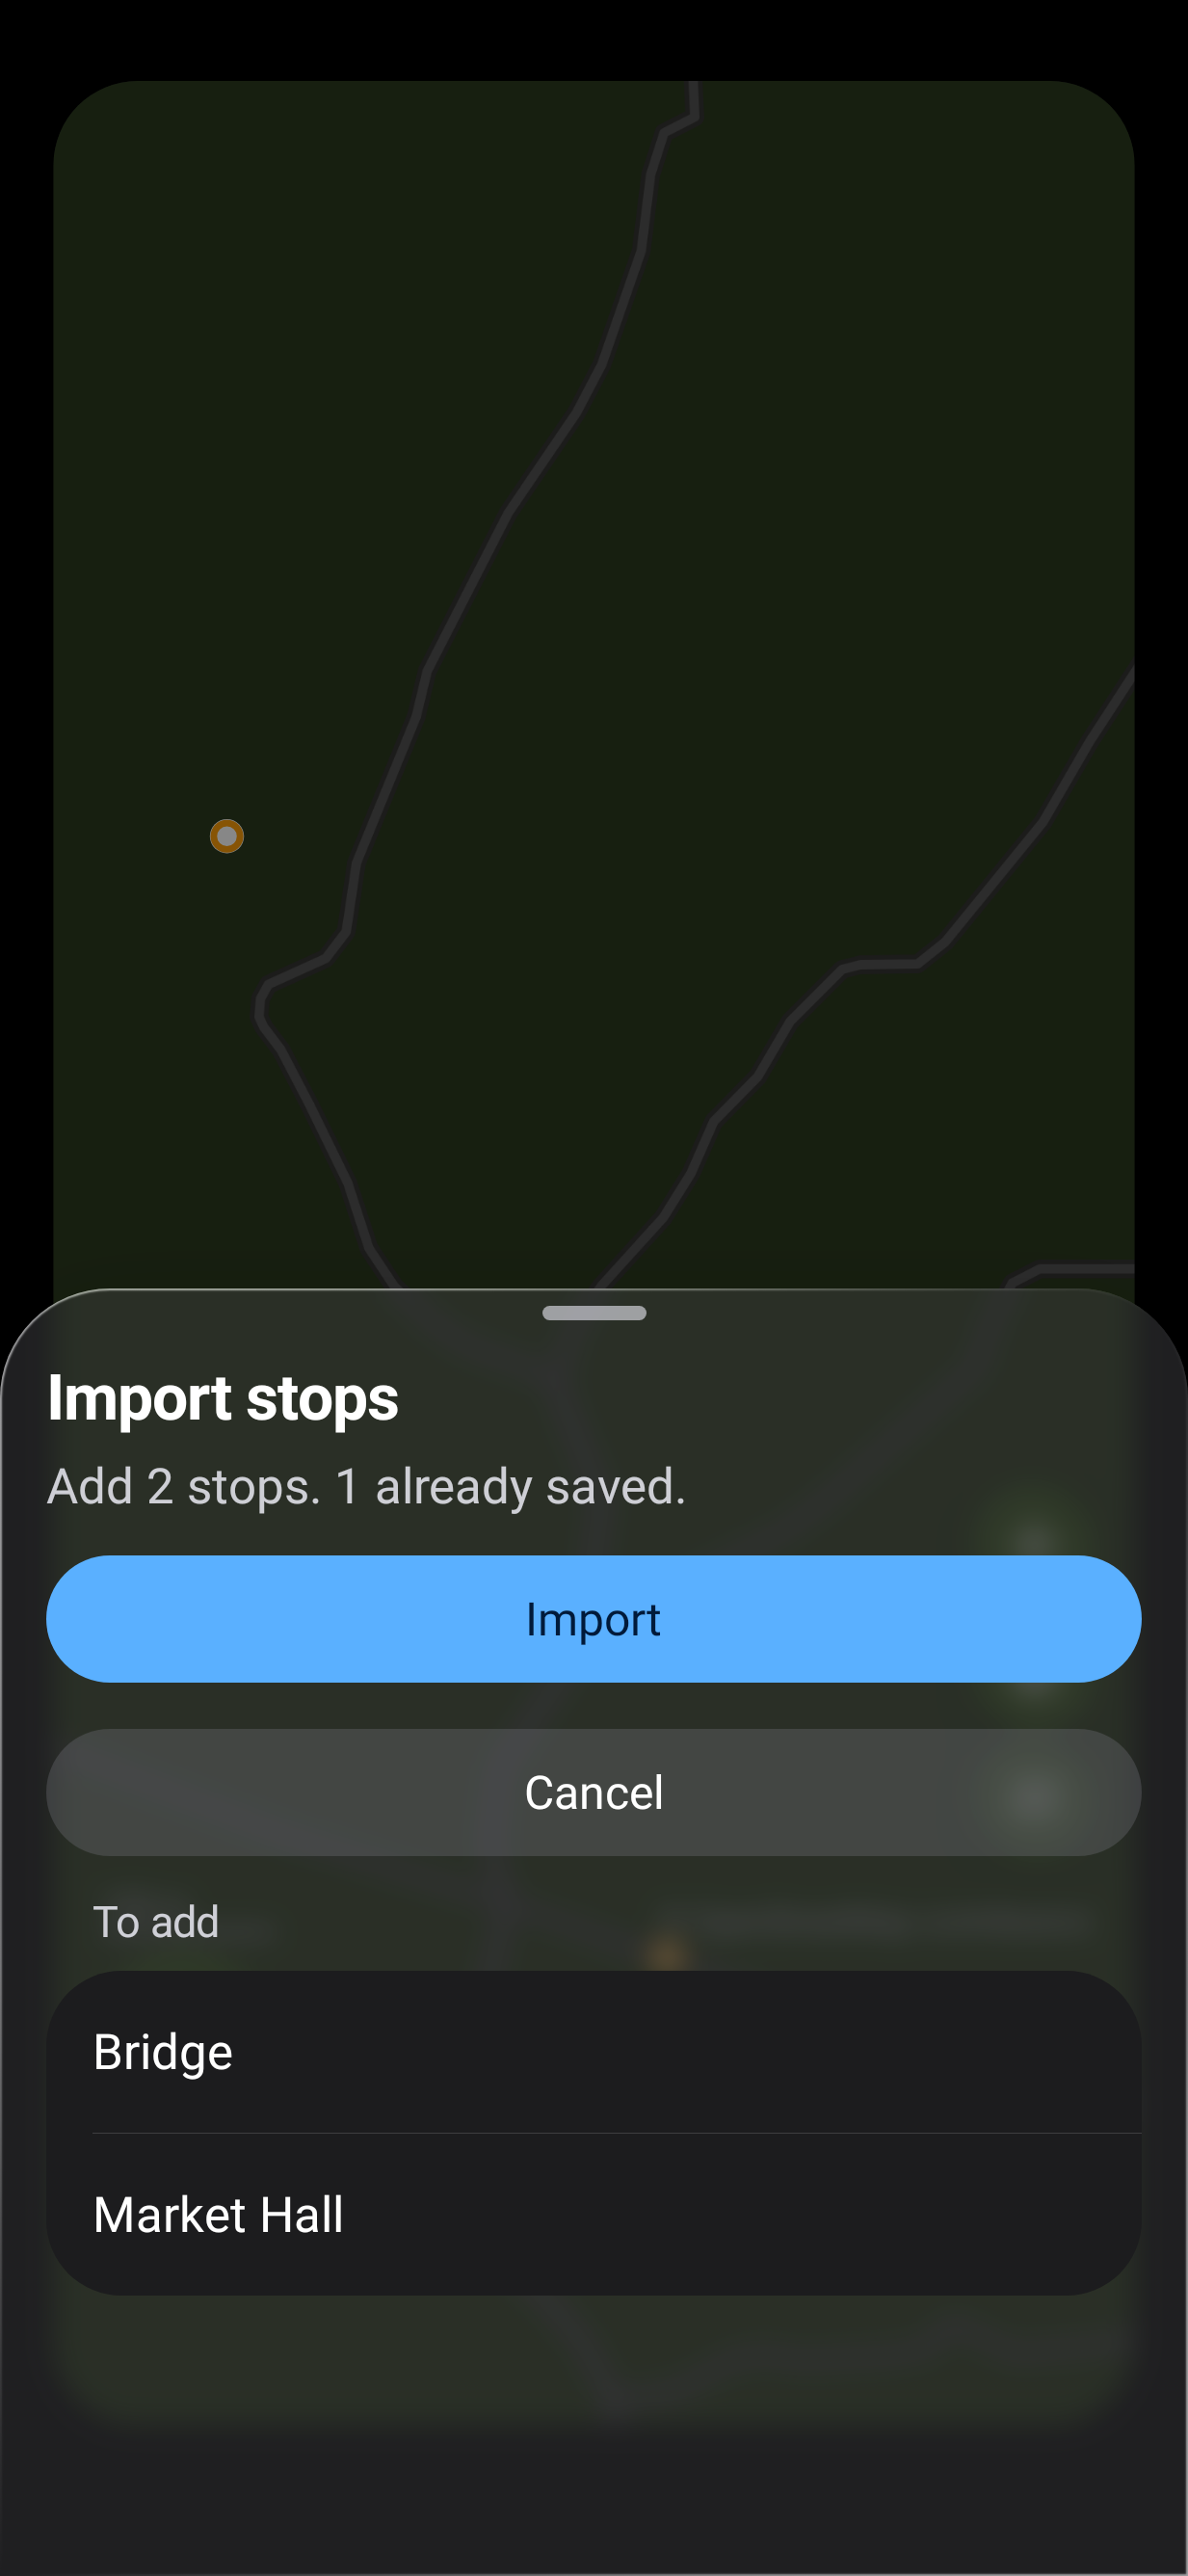 Import stops
Add 2 stops. 1 already saved.
Import
Cancel
To add
Bridge
Market Hall